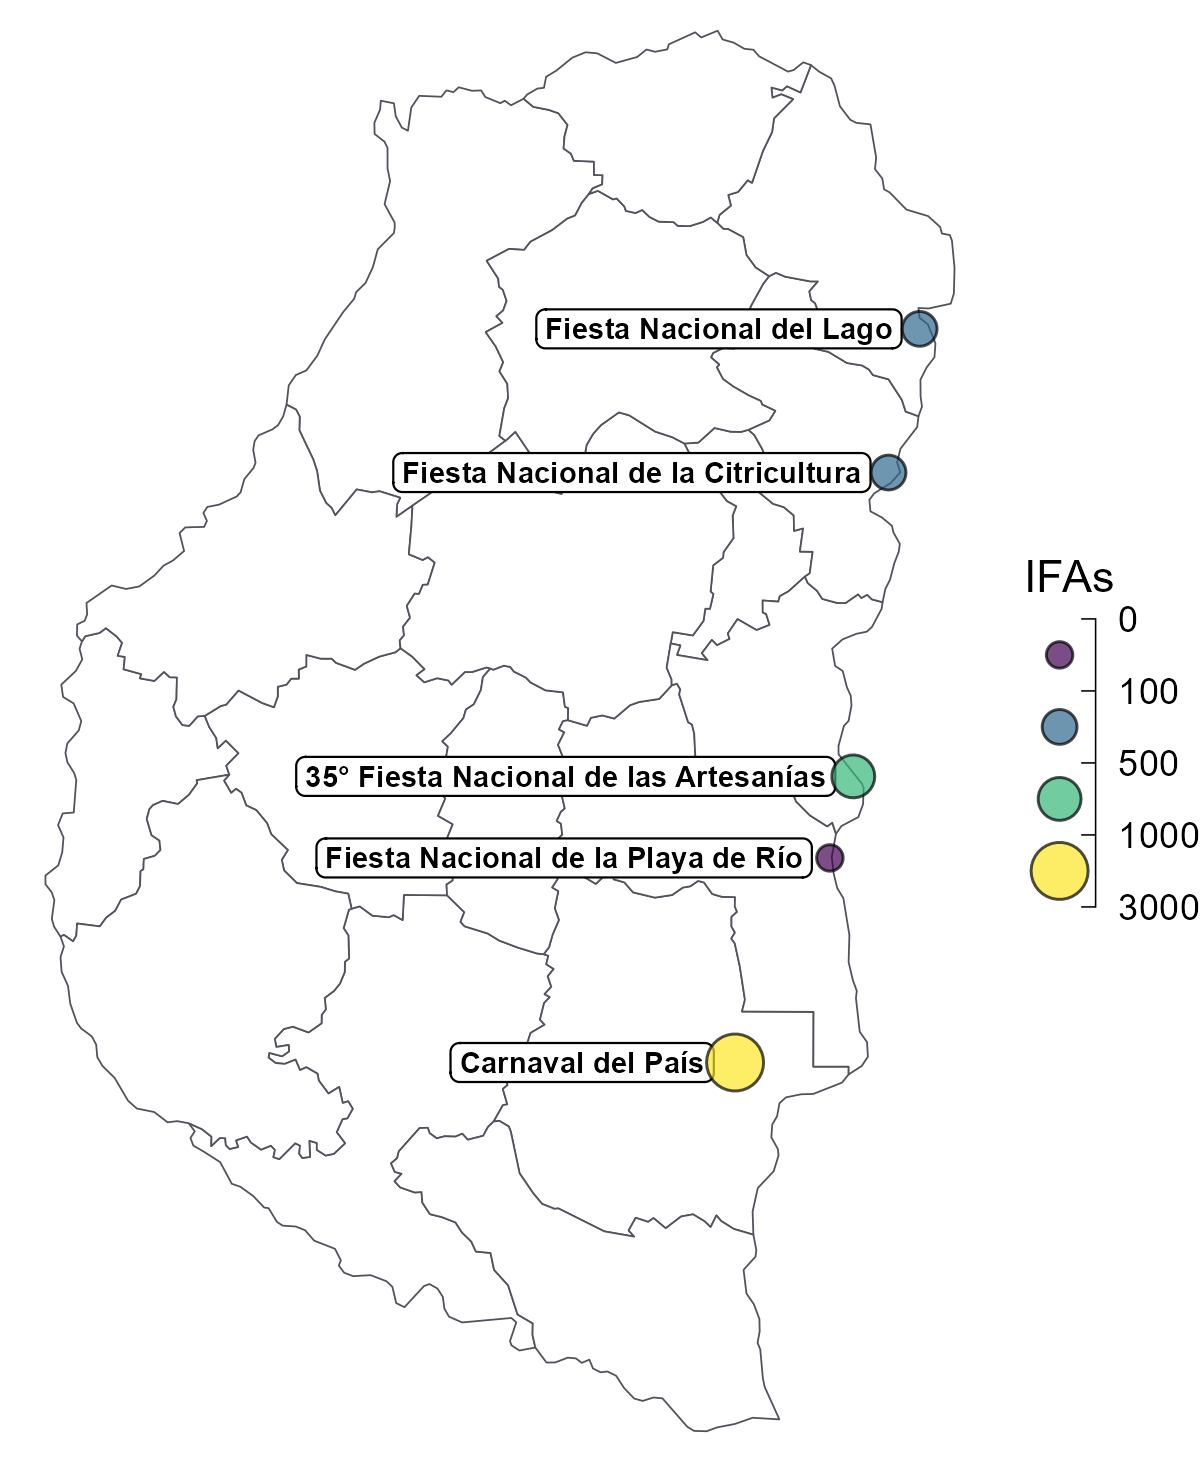 Fiesta Nacional del Lago
Fiesta Nacional de la Citricultura
IFAs
0
100
500
1000
3000
35° Fiesta Nacional de las Artesanías
Fiesta Nacional de la Playa de Río
Carnaval del País